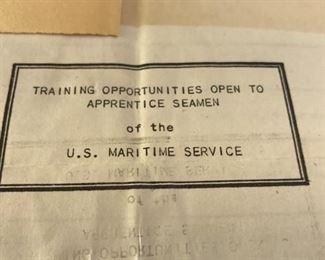 TRAINING OPPORTUNITIES OPEN TO
APPRENTICE SEAMEN
of the
U.S. MARITIME SERVICE